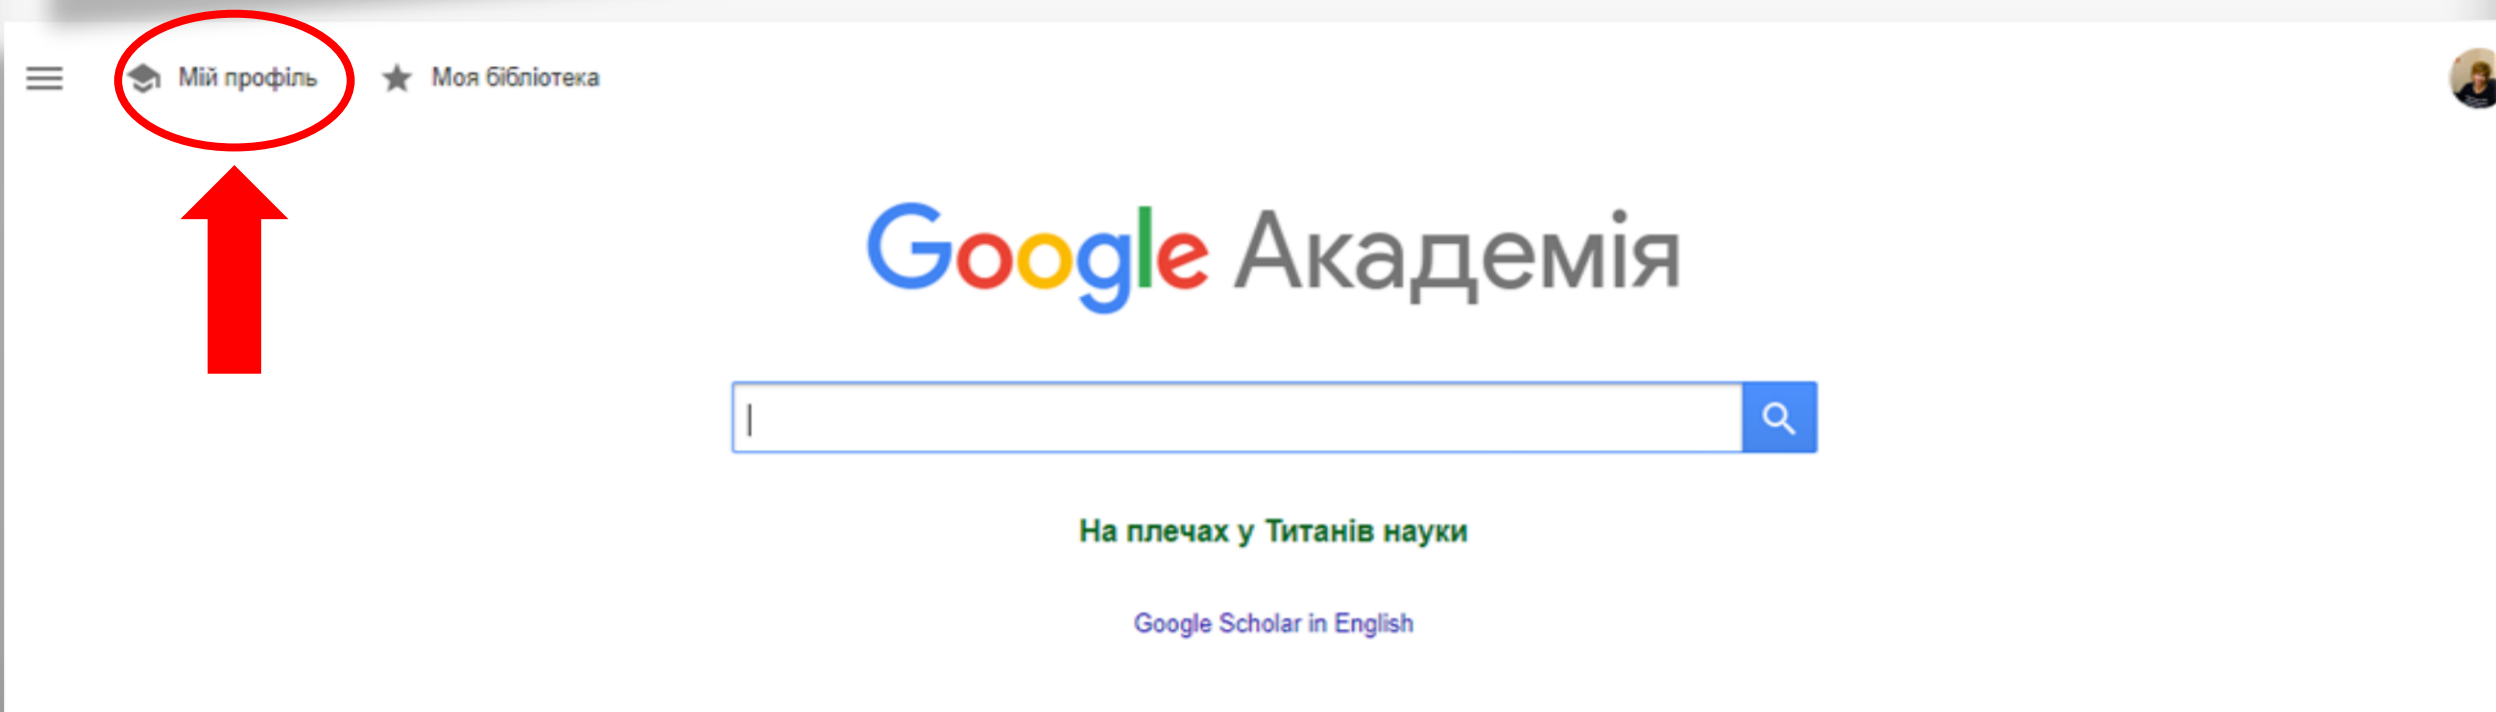 Мій профіль
Моя бібліотека
Google Академія
На плечах у Титанів науки
Google Scholar in English